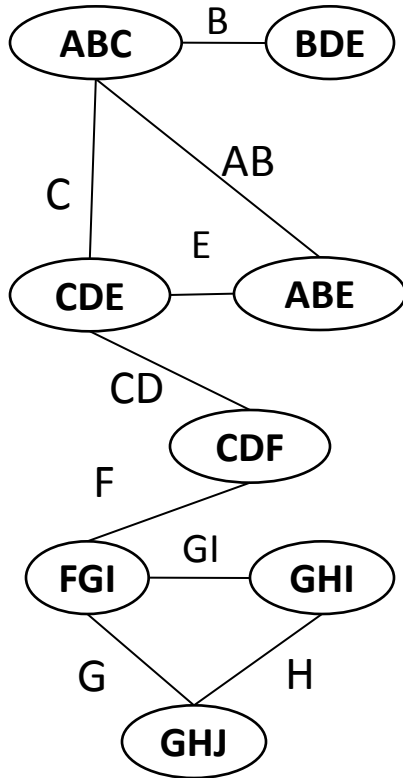 ABC B BDE
AB
C
E
CDE ABE
CD
CDF
F
GI
FGI GHI
G H
GHJ